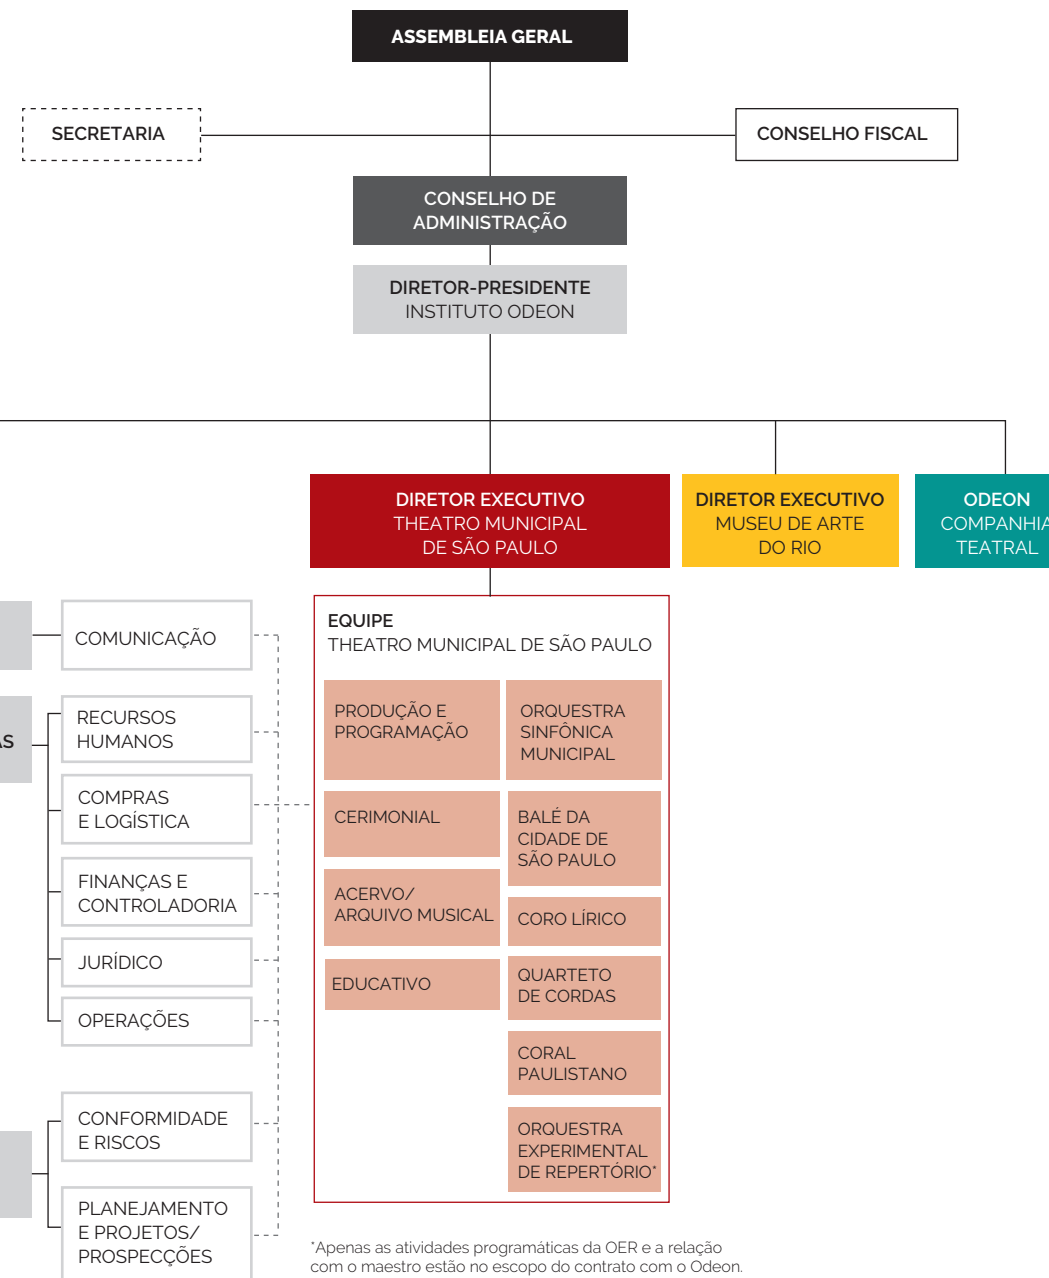 ASSEMBLEIA GERAL
SECRETARIA
CONSELHO FISCAL
CONSELHO DE
ADMINISTRAÇÃO
DIRETOR-PRESIDENTE
INSTITUTO ODEON
DIRETOR EXECUTIVO
THEATRO MUNICIPAL
DE SÃO PAULO
DIRETOR EXECUTIVO
MUSEU DE ARTE
DO RIO
ODEON
COMPANHIA
TEATRAL
COMUNICAÇÃO
AS
RECURSOS
HUMANOS
COMPRAS
E LOGÍSTICA
FINANÇAS E
CONTROLADORIA
JURÍDICO
OPERAÇÕES
CONFORMIDADE
E RISCOS
PLANEJAMENTO
E PROJETOS/
PROSPECÇÕES
EQUIPE
THEATRO MUNICIPAL DE SÃO PAULO
PRODUÇÃO E
PROGRAMAÇÃO
CERIMONIAL
ACERVO/
ARQUIVO MUSICAL
EDUCATIVO
ORQUESTRA
SINFÔNICA
MUNICIPAL
BALÉ DA
CIDADE DE
SÃO PAULO
CORO LÍRICO
QUARTETO
DE CORDAS
CORAL
PAULISTANO
ORQUESTRA
EXPERIMENTAL
DE REPERTÓRIO*
*Apenas as atividades programáticas da OER e a relação
com o maestro estão no escopo do contrato com o Odeon.